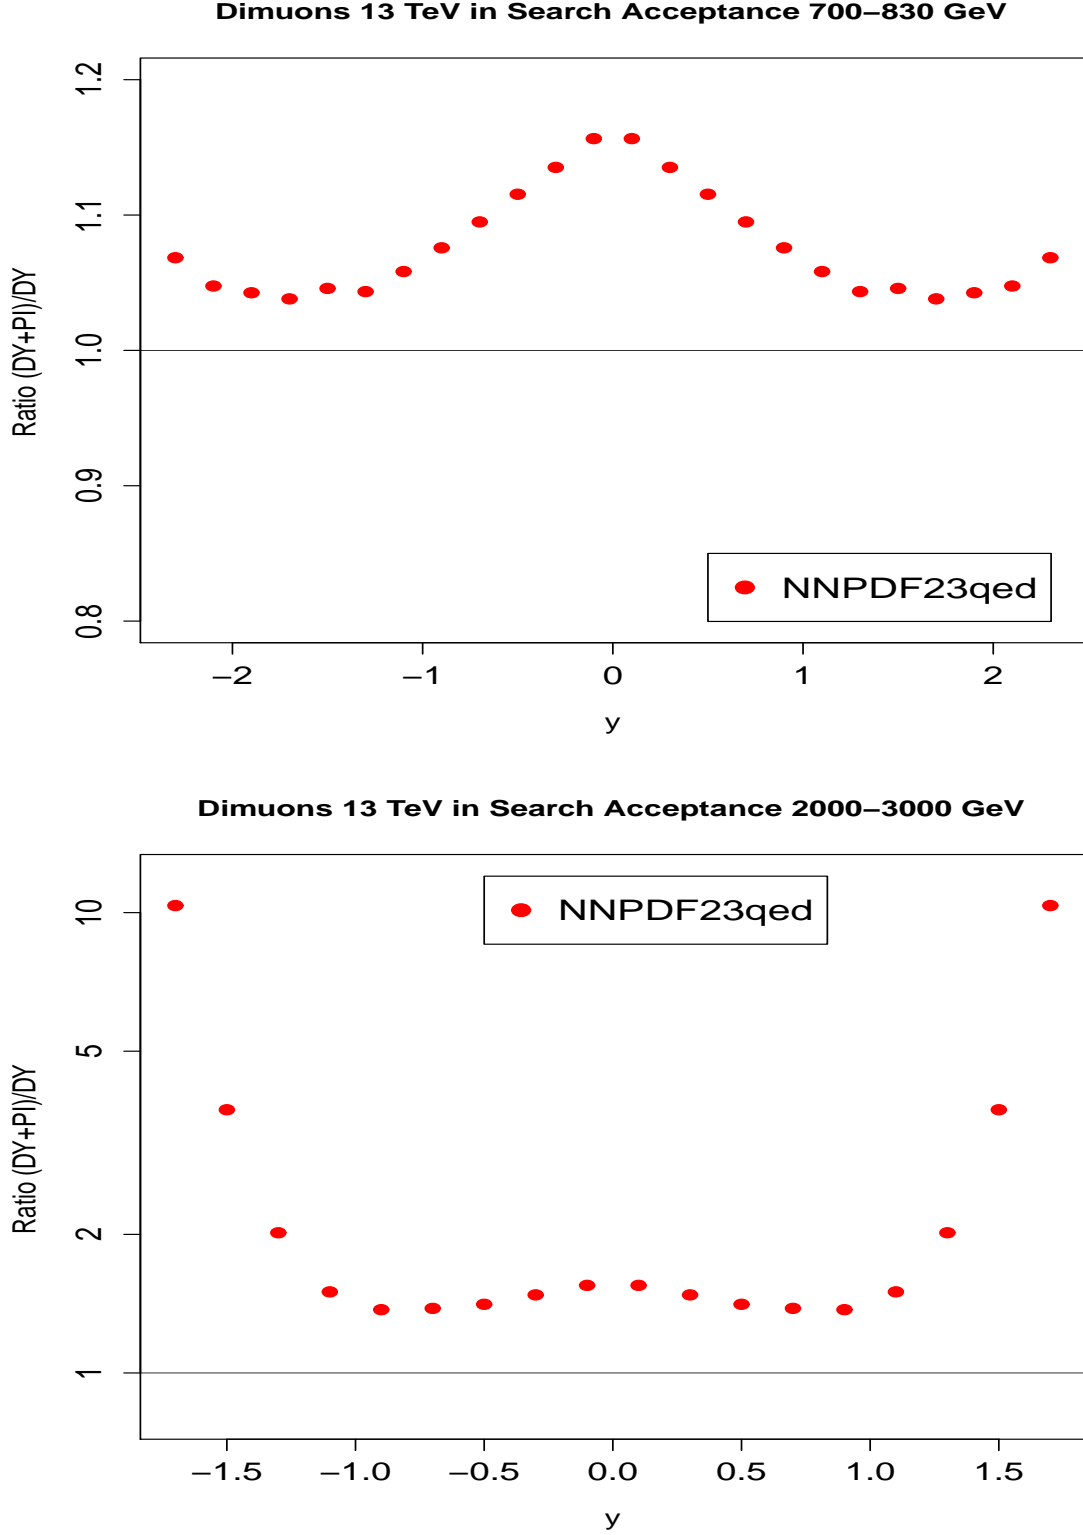 Dimuons 13 TeV in Search Acceptance 700−830 GeV
Ratio (DY+PI)/DY
1.2
1.1
1.0
0.9
0.8
NNPDF23qed
−2 −1 0 1 2
y
Dimuons 13 TeV in Search Acceptance 2000−3000 GeV
Ratio (DY+PI)/DY
10
5
2
1
NNPDF23qed
−1.5 −1.0 −0.5 0.0 0.5 1.0 1.5
y